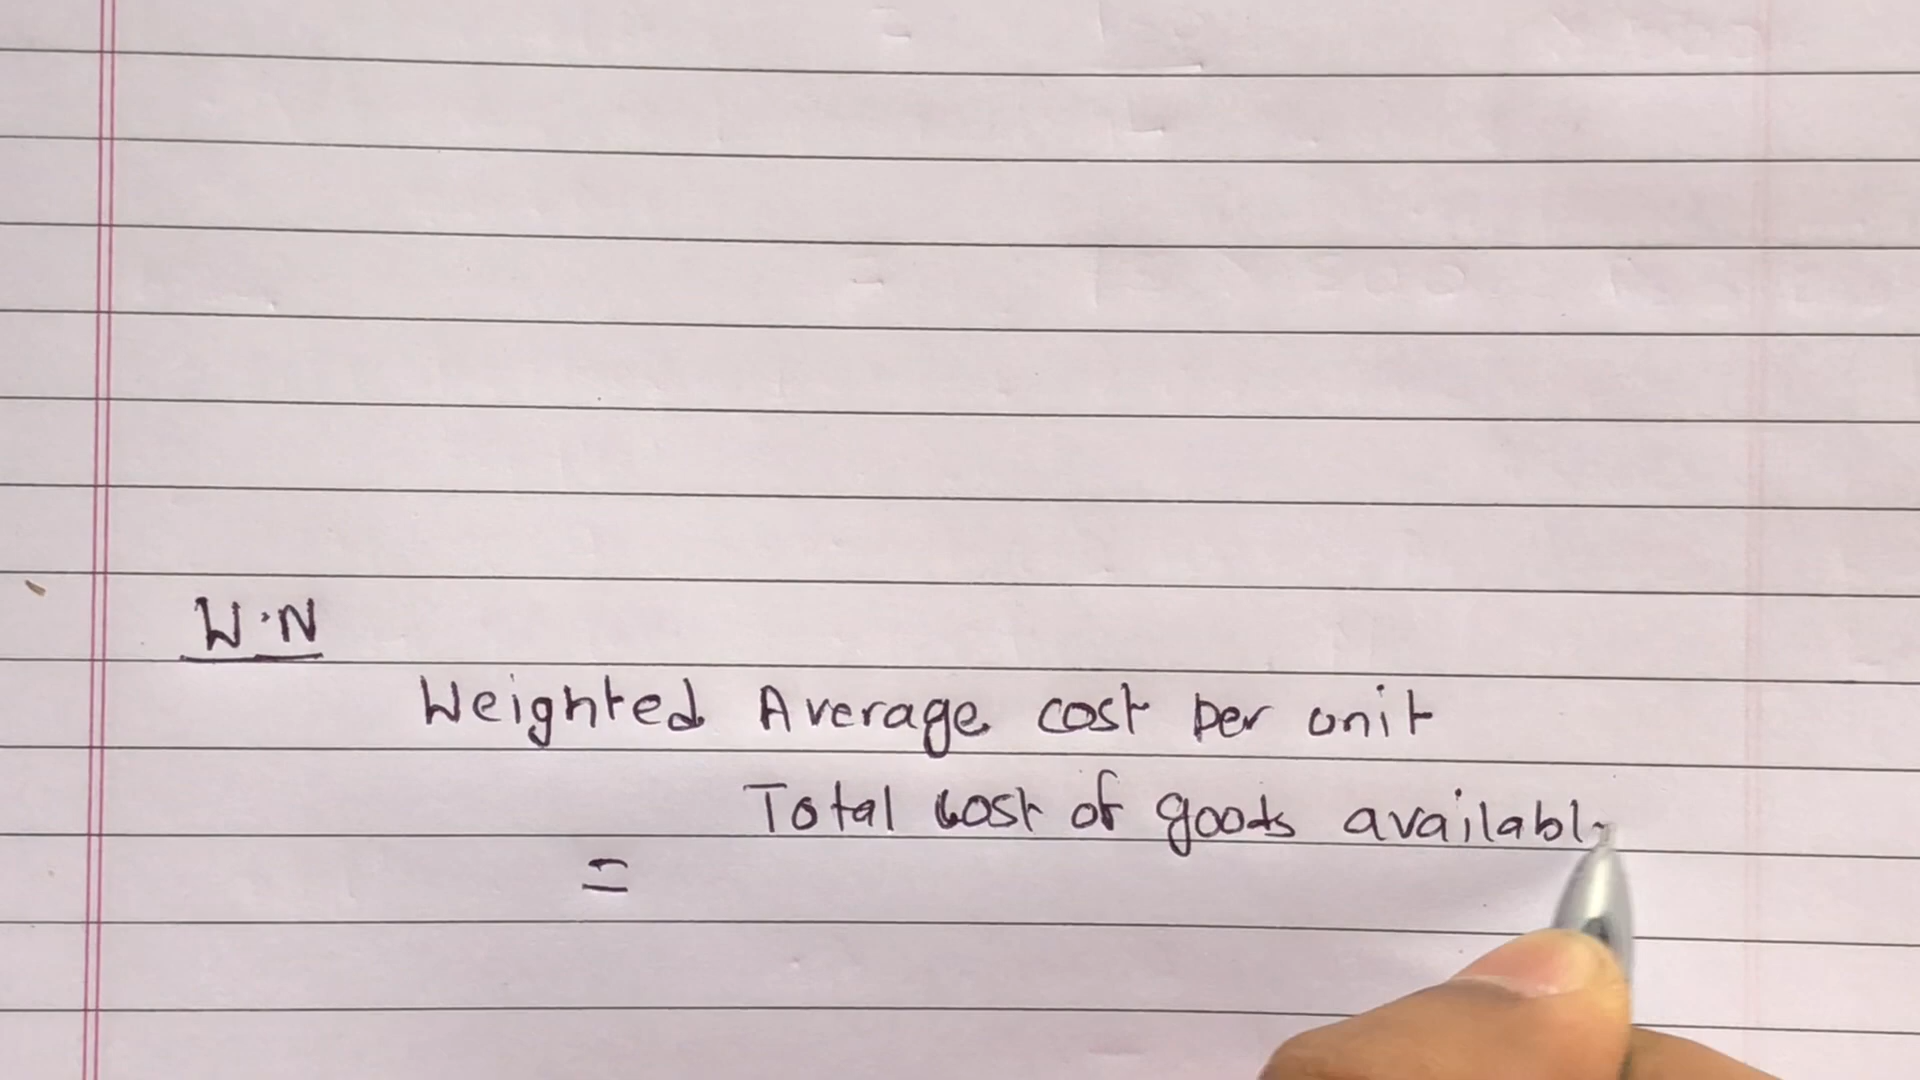 W.N
Weighted Average cost per unit
Total cost of goods availabl
=